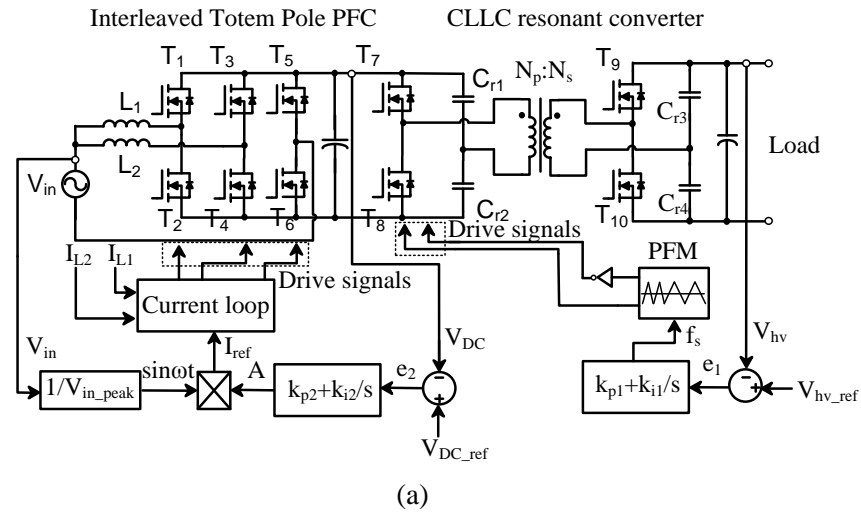 Interleaved Totem Pole PFC
CLLC resonant converter
T1
T3
T5
T7
Cr1
Np:Ns
T9
L1
L2
Cr3
Load
Vin
T2
T4
T6
T8
Cr2
T10
Cr4
IL2
IL1
Drive signals
Drive signals
PFM
Current loop
Iref
VDC
fs
Vhv
Vin
sinωt
A
e2
e1
1/Vin_peak
kp2+ki2/s
-
+
kp1+ki1/s
-
+
Vhv_ref
VDC_ref
(a)